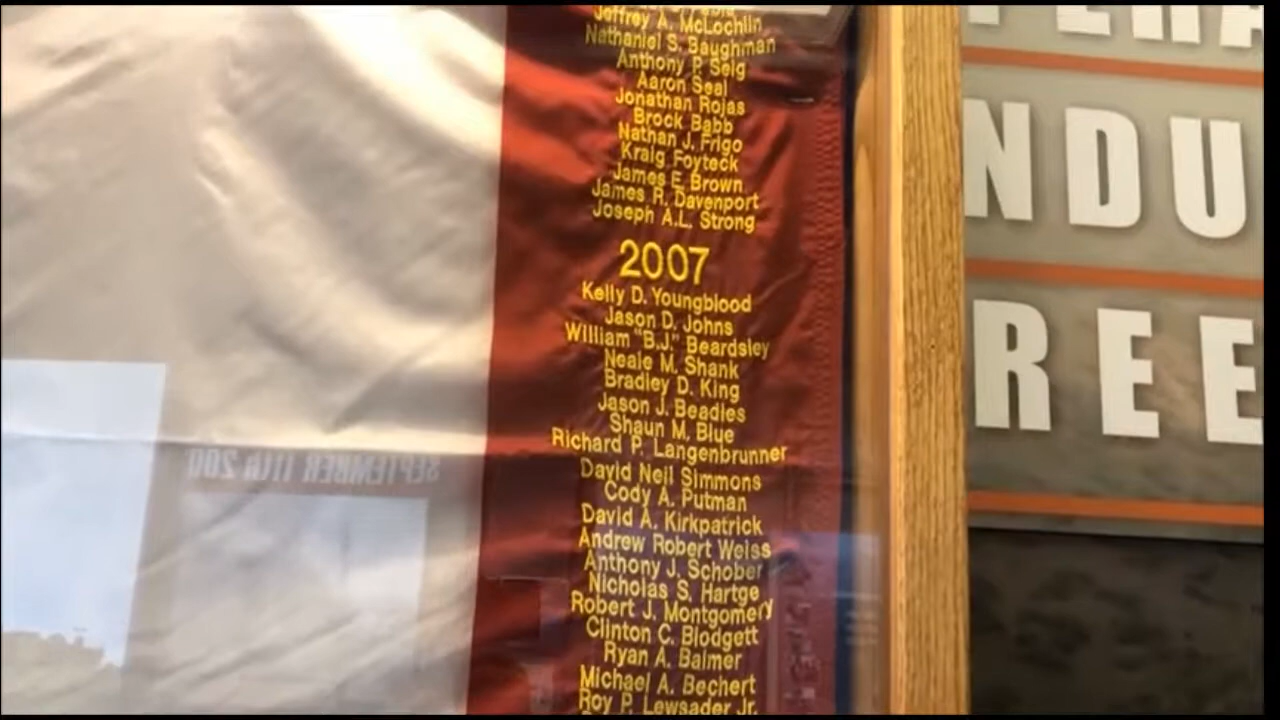 Jeffrey A. McLochlin
Nathaniel S. Baughman
Anthony P. Seig
Aaron Seal
Jonathan Rojas
Brock Babb
Nathan J. Frigo
Kraig Foyteck
James E. Brown
James R. Davenport
Joseph A.L. Strong
2007
Kelly D. Youngblood
Jason D. Johns
William "B.J." Beardsley
Neale M. Shank
Bradley D. King
Jason J. Beadles
Shaun M. Blue
Richard P. Langenbrunner
David Neil Simmons
Cody A. Putman
David A. Kirkpatrick
Andrew Robert Weiss
Anthony J. Schober
Nicholas S. Hartge
Robert J. Montgomery
Clinton C. Blodgett
Ryan A. Balmer
Michael A. Bechert
Roy P. Lewsader Jr.
SEPTEMBER 11th 200
NDU
REE